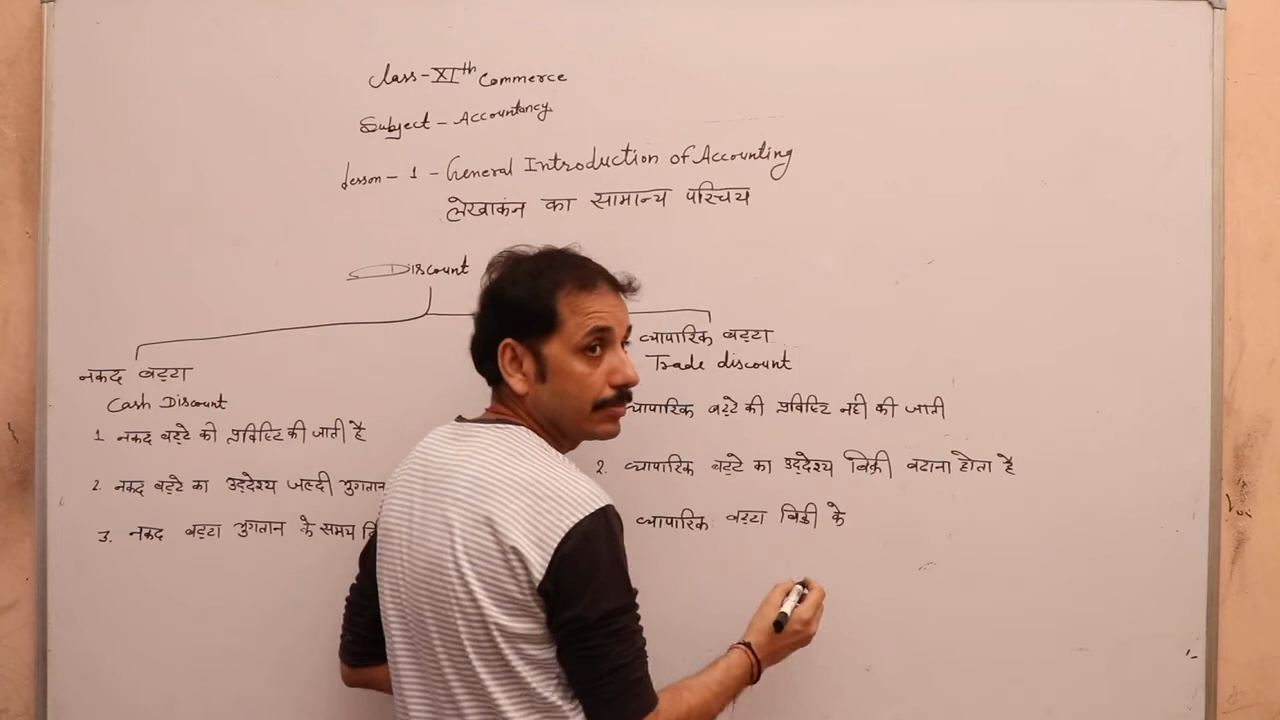 Class - XIth Commerce
Subject - Accountancy
Lesson - 1 - General Introduction of Accounting
लेखाकंन का सामान्य परिचय
Discount
नकद बट्टा
Cash Discount
1. नकद बट्टे की प्रविष्टि की जाती है
2. नकद बट्टे का उद्देश्य जल्दी भुगतान
3. नकद बट्टा भुगतान के समय
व्यापारिक बट्टा
Trade discount
व्यापारिक बट्टे की प्रविष्टि नही की जाती
2. व्यापारिक बट्टे का उद्देश्य बिक्री बढाना होता है
व्यापारिक बट्टा बिक्री के